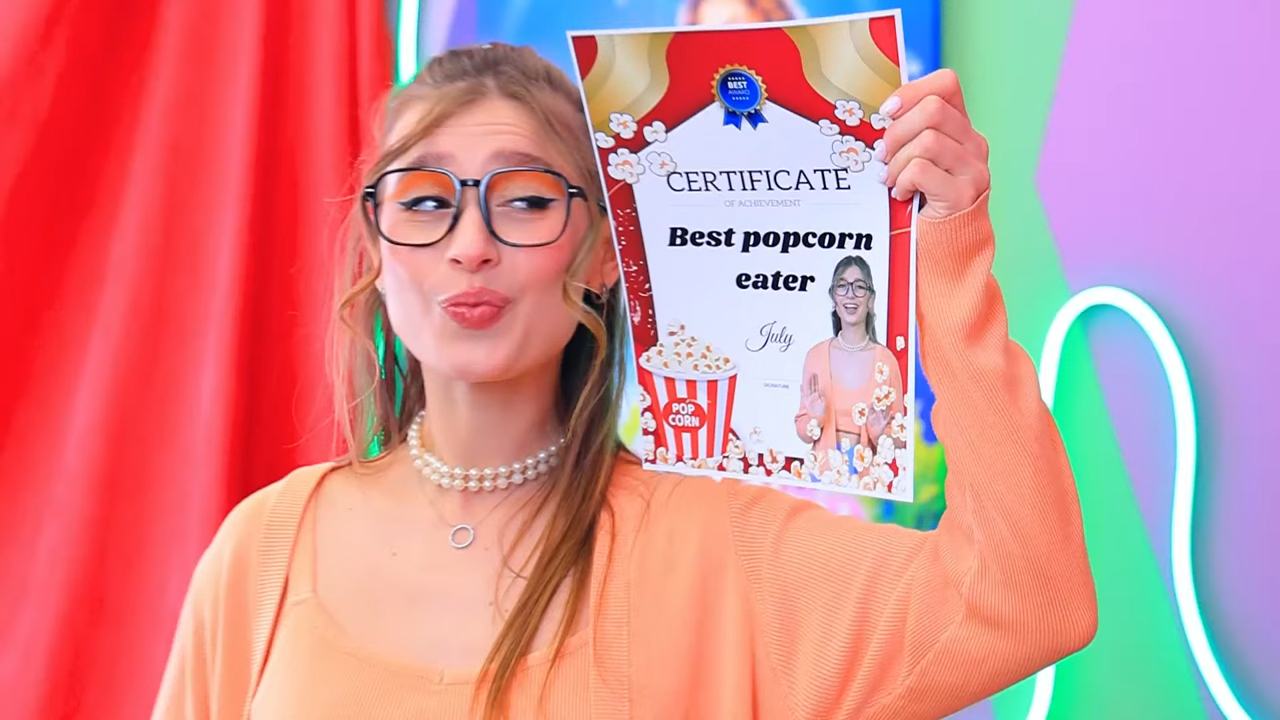 BEST
AWARD
CERTIFICATE
OF ACHIEVEMENT
Best popcorn
eater
July
SIGNATURE
POP
CORN